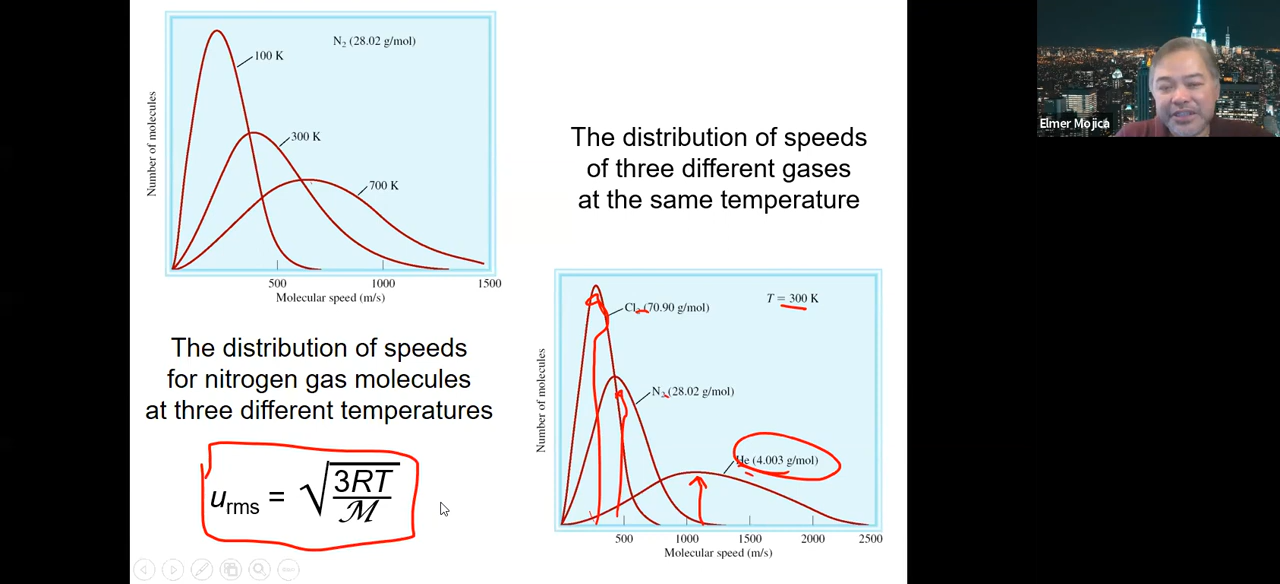 N₂ (28.02 g/mol)
100 K
300 K
700 K
Number of molecules
500
1000
1500
Molecular speed (m/s)
The distribution of speeds
for nitrogen gas molecules
at three different temperatures
uᵣₘₛ = √3RT/ℳ
The distribution of speeds
of three different gases
at the same temperature
Cl₂ (70.90 g/mol)
T = 300 K
N₂ (28.02 g/mol)
He (4.003 g/mol)
Number of molecules
500
1000
1500
2000
2500
Molecular speed (m/s)
Elmer Mojica